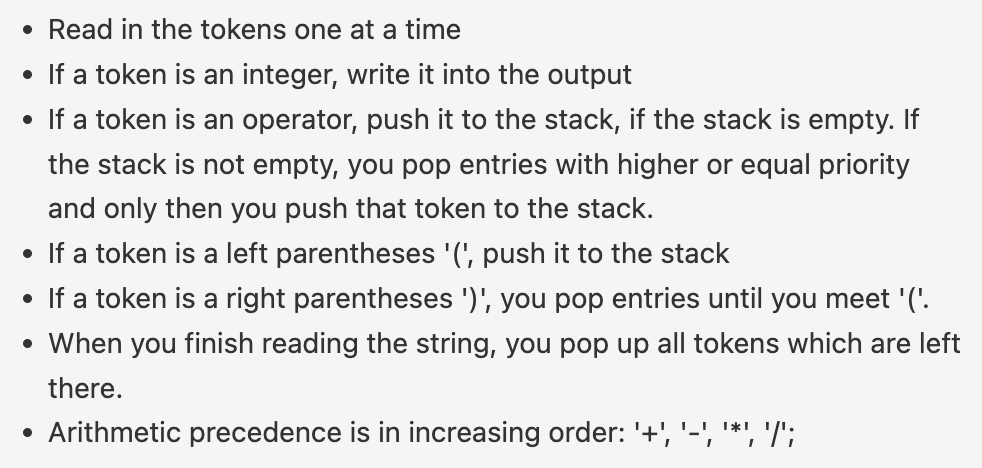 • Read in the tokens one at a time
• If a token is an integer, write it into the output
• If a token is an operator, push it to the stack, if the stack is empty. If
the stack is not empty, you pop entries with higher or equal priority
and only then you push that token to the stack.
• If a token is a left parentheses '(', push it to the stack
• If a token is a right parentheses ')', you pop entries until you meet '('.
• When you finish reading the string, you pop up all tokens which are left
there.
• Arithmetic precedence is in increasing order: '+', '-', '*', '/';